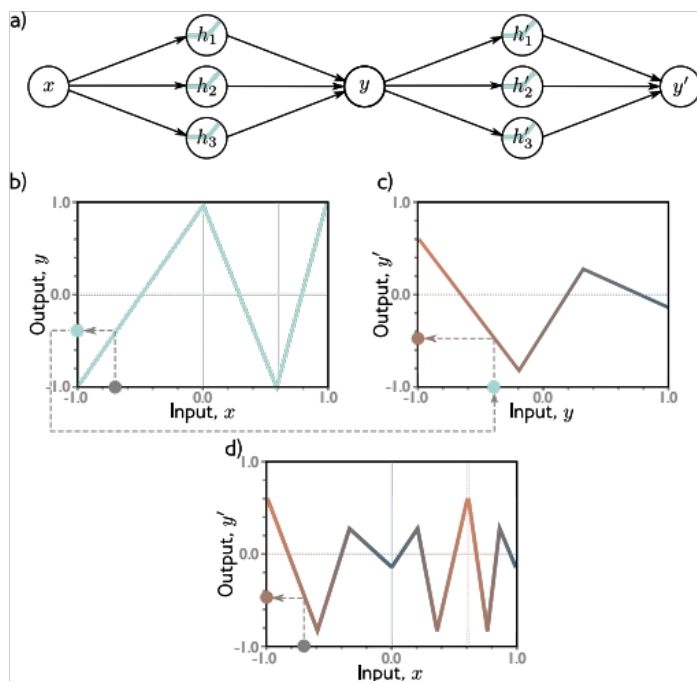 a)
h₁ h′₁
x h₂ y h′₂ y′
h₃ h′₃
b) c)
1.0 1.0
Output, y Output, y′
0.0 0.0
-1.0 -1.0
-1.0 0.0 1.0 -1.0 0.0 1.0
Input, x Input, y
d)
1.0
Output, y′
0.0
-1.0
-1.0 0.0 1.0
Input, x